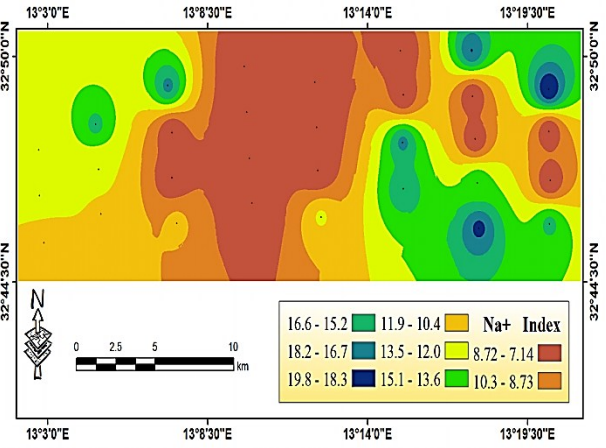 13°3'0"E 13°8'30"E 13°14'0"E 13°19'30"E
32°50'0"N 32°50'0"N
32°44'30"N 32°44'30"N
N
0 2.5 5 10
km
16.6 - 15.2 11.9 - 10.4 Na+ Index
18.2 - 16.7 13.5 - 12.0 8.72 - 7.14
19.8 - 18.3 15.1 - 13.6 10.3 - 8.73
13°3'0"E 13°8'30"E 13°14'0"E 13°19'30"E